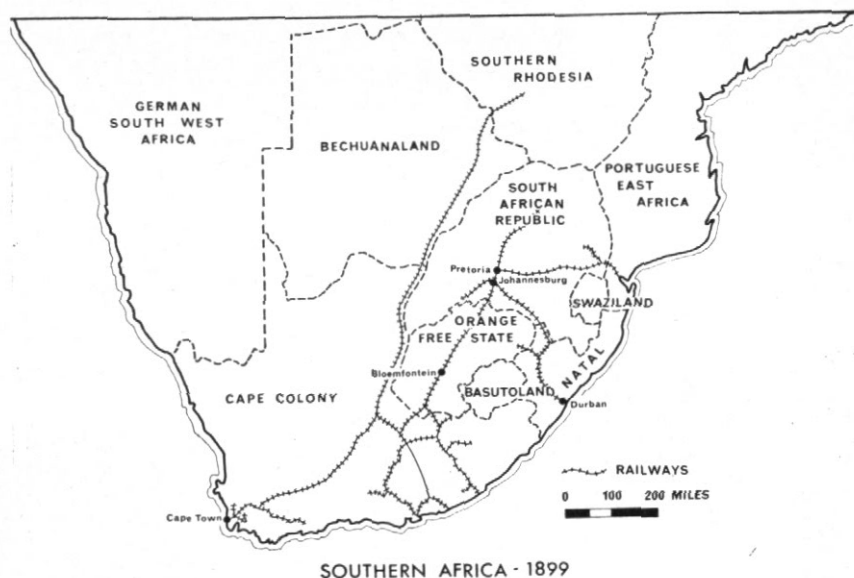 SOUTHERN
RHODESIA
GERMAN
SOUTH WEST
AFRICA
BECHUANALAND
PORTUGUESE
EAST
AFRICA
SOUTH
AFRICAN
REPUBLIC
Pretoria
Johannesburg
SWAZILAND
ORANGE
FREE STATE
NATAL
Bloemfontein
BASUTOLAND
CAPE COLONY
Durban
RAILWAYS
0 100 200 MILES
Cape Town
SOUTHERN AFRICA - 1899